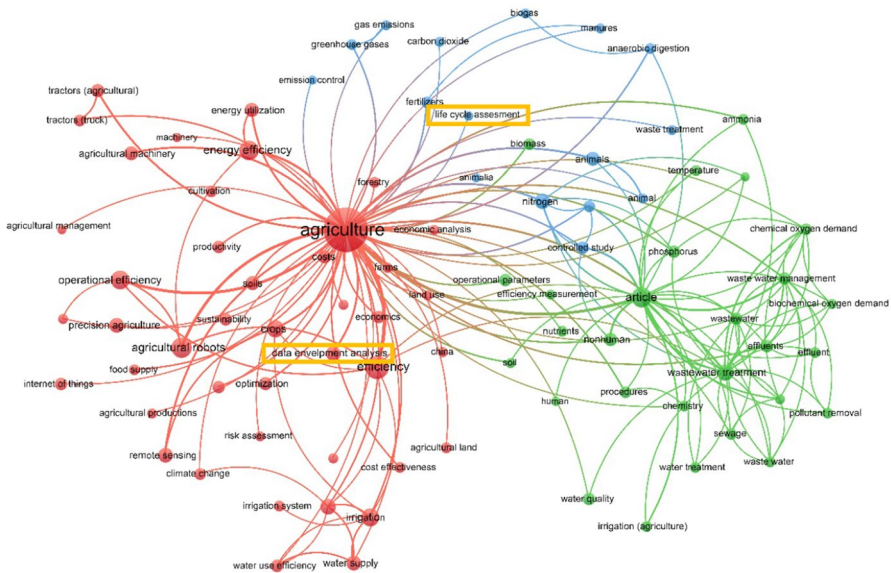 biogas
gas emissions
manures
greenhouse gases
carbon dioxide
anaerobic digestion
emission control
tractors (agricultural)
fertilizers
energy utilization
life cycle assesment
tractors (truck)
ammonia
waste treatment
machinery
biomass
energy efficiency
agricultural machinery
animals
temperature
animalia
forestry
cultivation
animal
nitrogen
agricultural management
agriculture
economic analysis
chemical oxygen demand
productivity
controlled study
phosphorus
costs
farms
operational efficiency
soils
operational parameters
waste water management
land use
efficiency measurement
article
biochemical oxygen demand
economics
sustainability
wastewater
precision agriculture
crops
nutrients
nonhuman
agricultural robots
effluents
data envelpment analysis
china
effluent
soil
efficiency
food supply
wastewater treatment
internet of things
optimization
procedures
human
chemistry
agricultural productions
pollutant removal
risk assessment
sewage
agricultural land
remote sensing
waste water
cost effectiveness
water treatment
climate change
water quality
irrigation system
irrigation
irrigation (agriculture)
water use efficiency
water supply